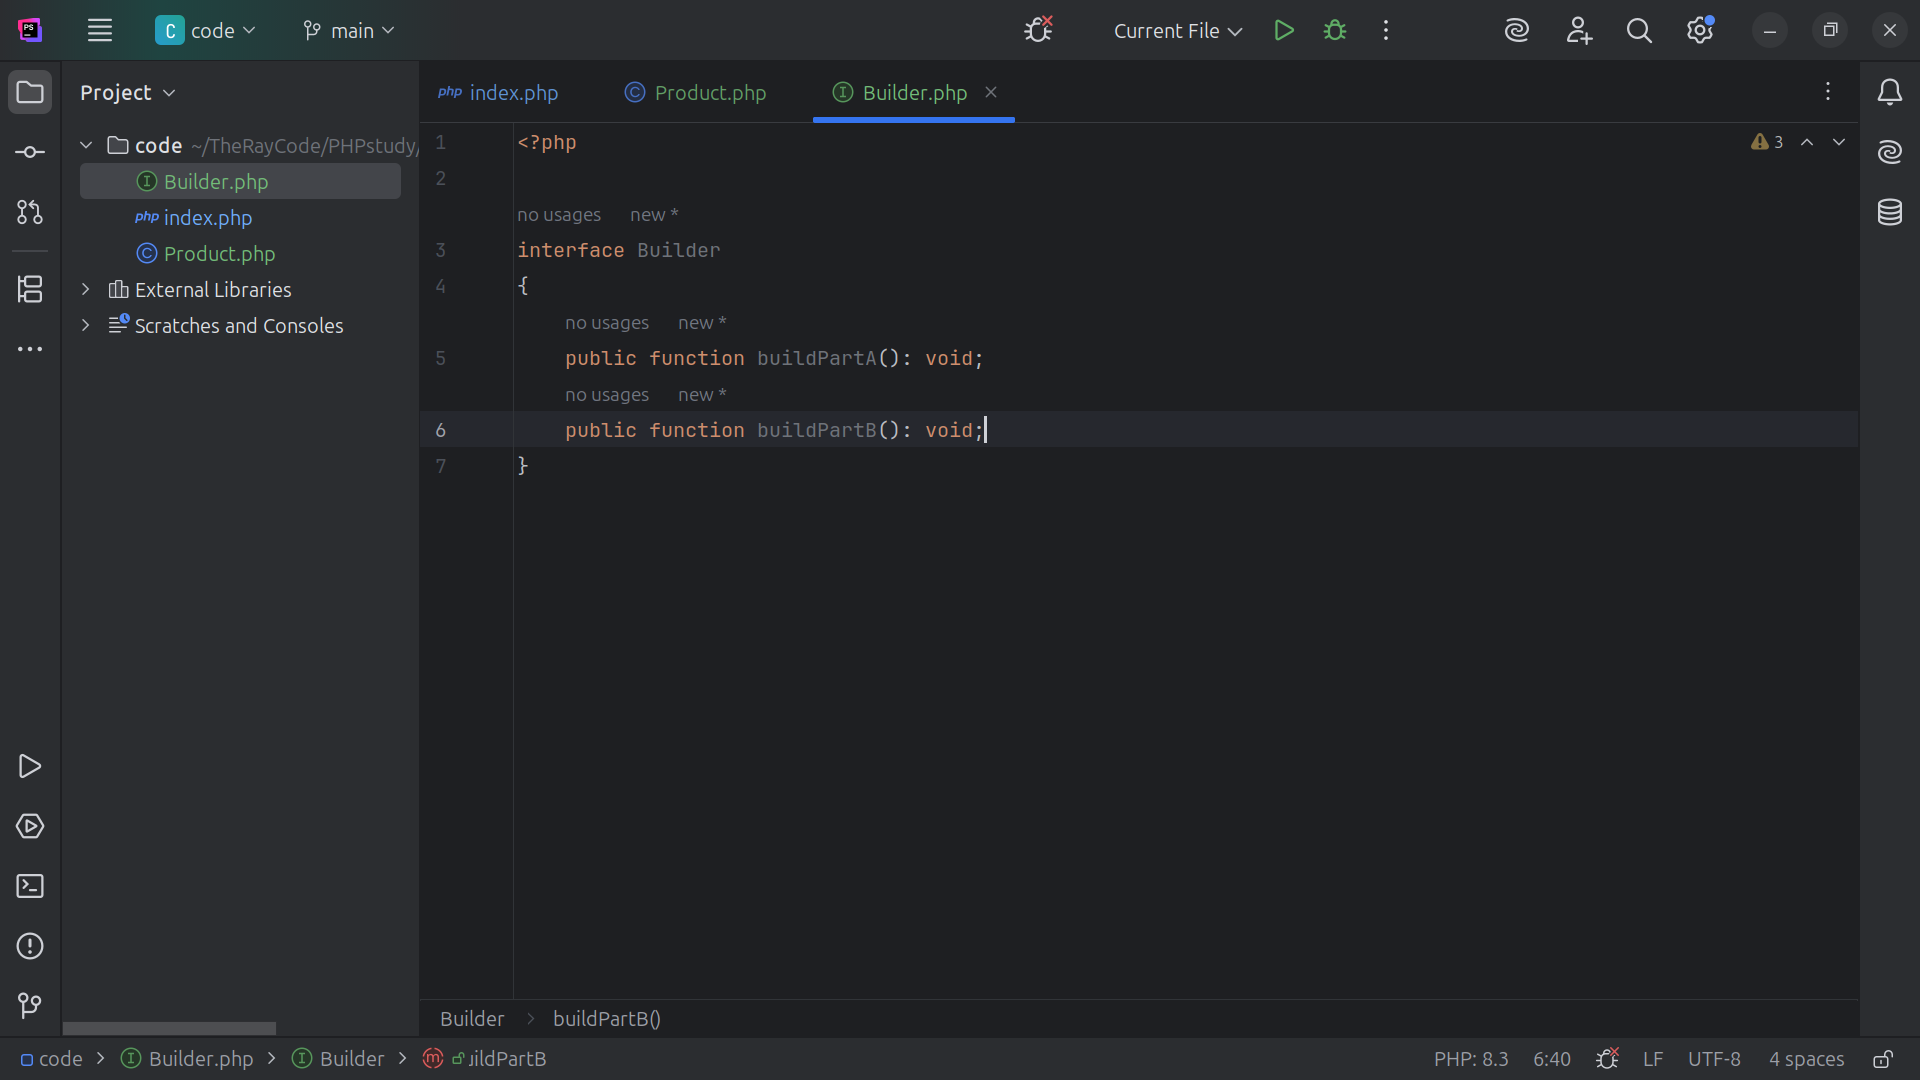 PS
C code main Current File
Project
index.php Product.php Builder.php
code ~/TheRayCode/PHPstudy/
Builder.php
php index.php
Product.php
External Libraries
Scratches and Consoles
1 <?php
3
2
no usages new *
3 interface Builder
4 {
no usages new *
5 public function buildPartA(): void;
no usages new *
6 public function buildPartB(): void;
7 }
Builder buildPartB()
code Builder.php Builder m ildPartB
PHP: 8.3 6:40 LF UTF-8 4 spaces